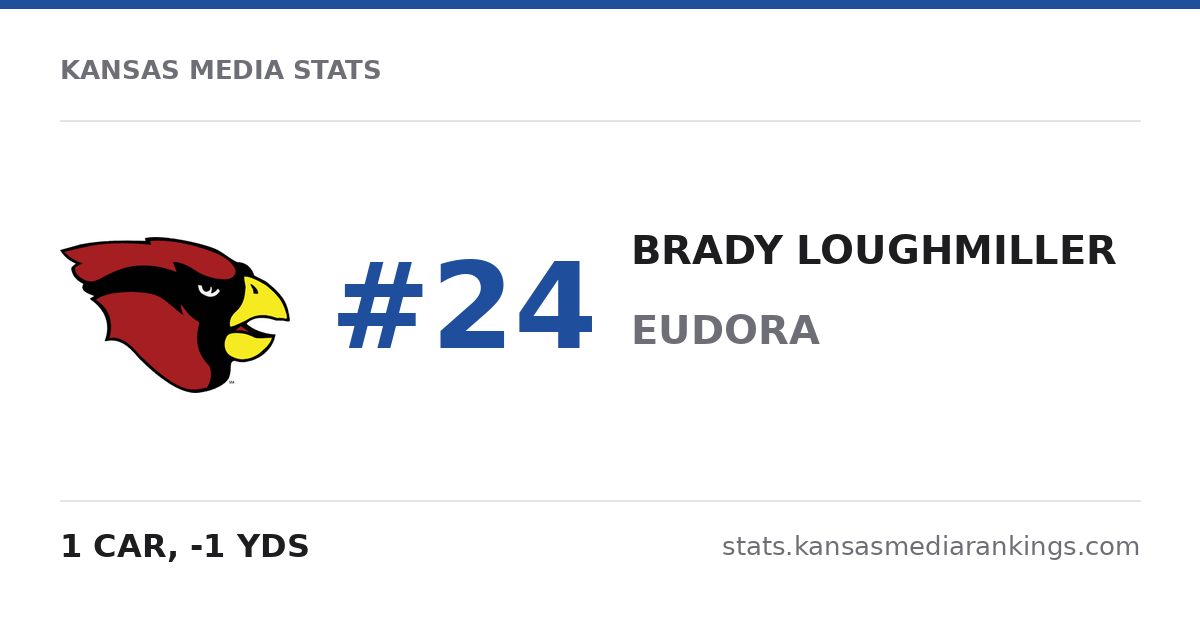 KANSAS MEDIA STATS
#24
BRADY LOUGHMILLER
EUDORA
1 CAR, -1 YDS
stats.kansasmediarankings.com